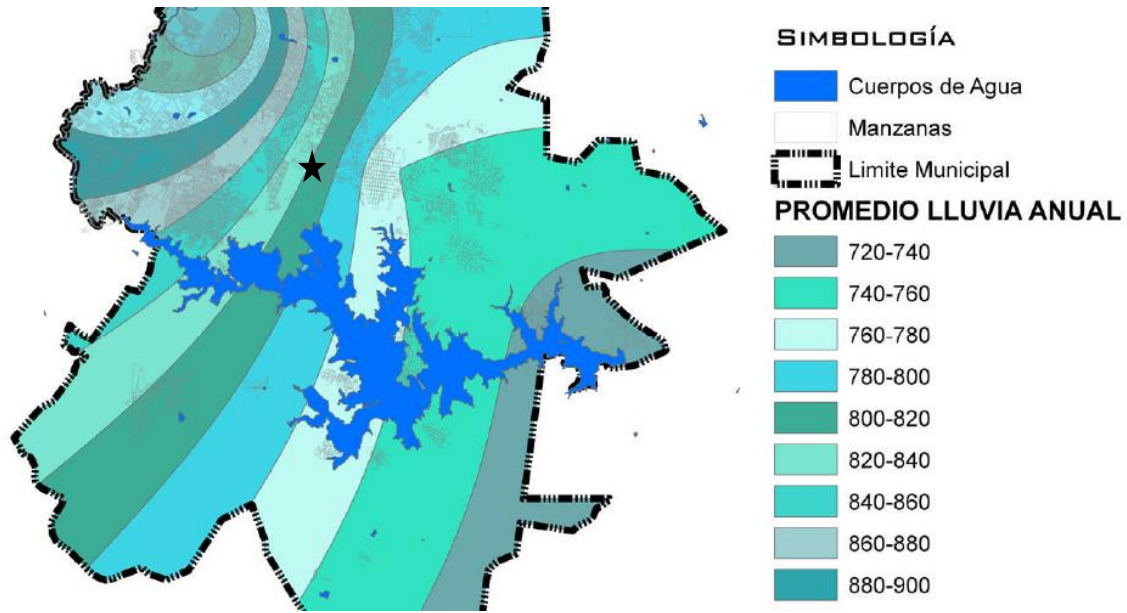 SIMBOLOGÍA
Cuerpos de Agua
Manzanas
Limite Municipal
PROMEDIO LLUVIA ANUAL
720-740
740-760
760-780
780-800
800-820
820-840
840-860
860-880
880-900